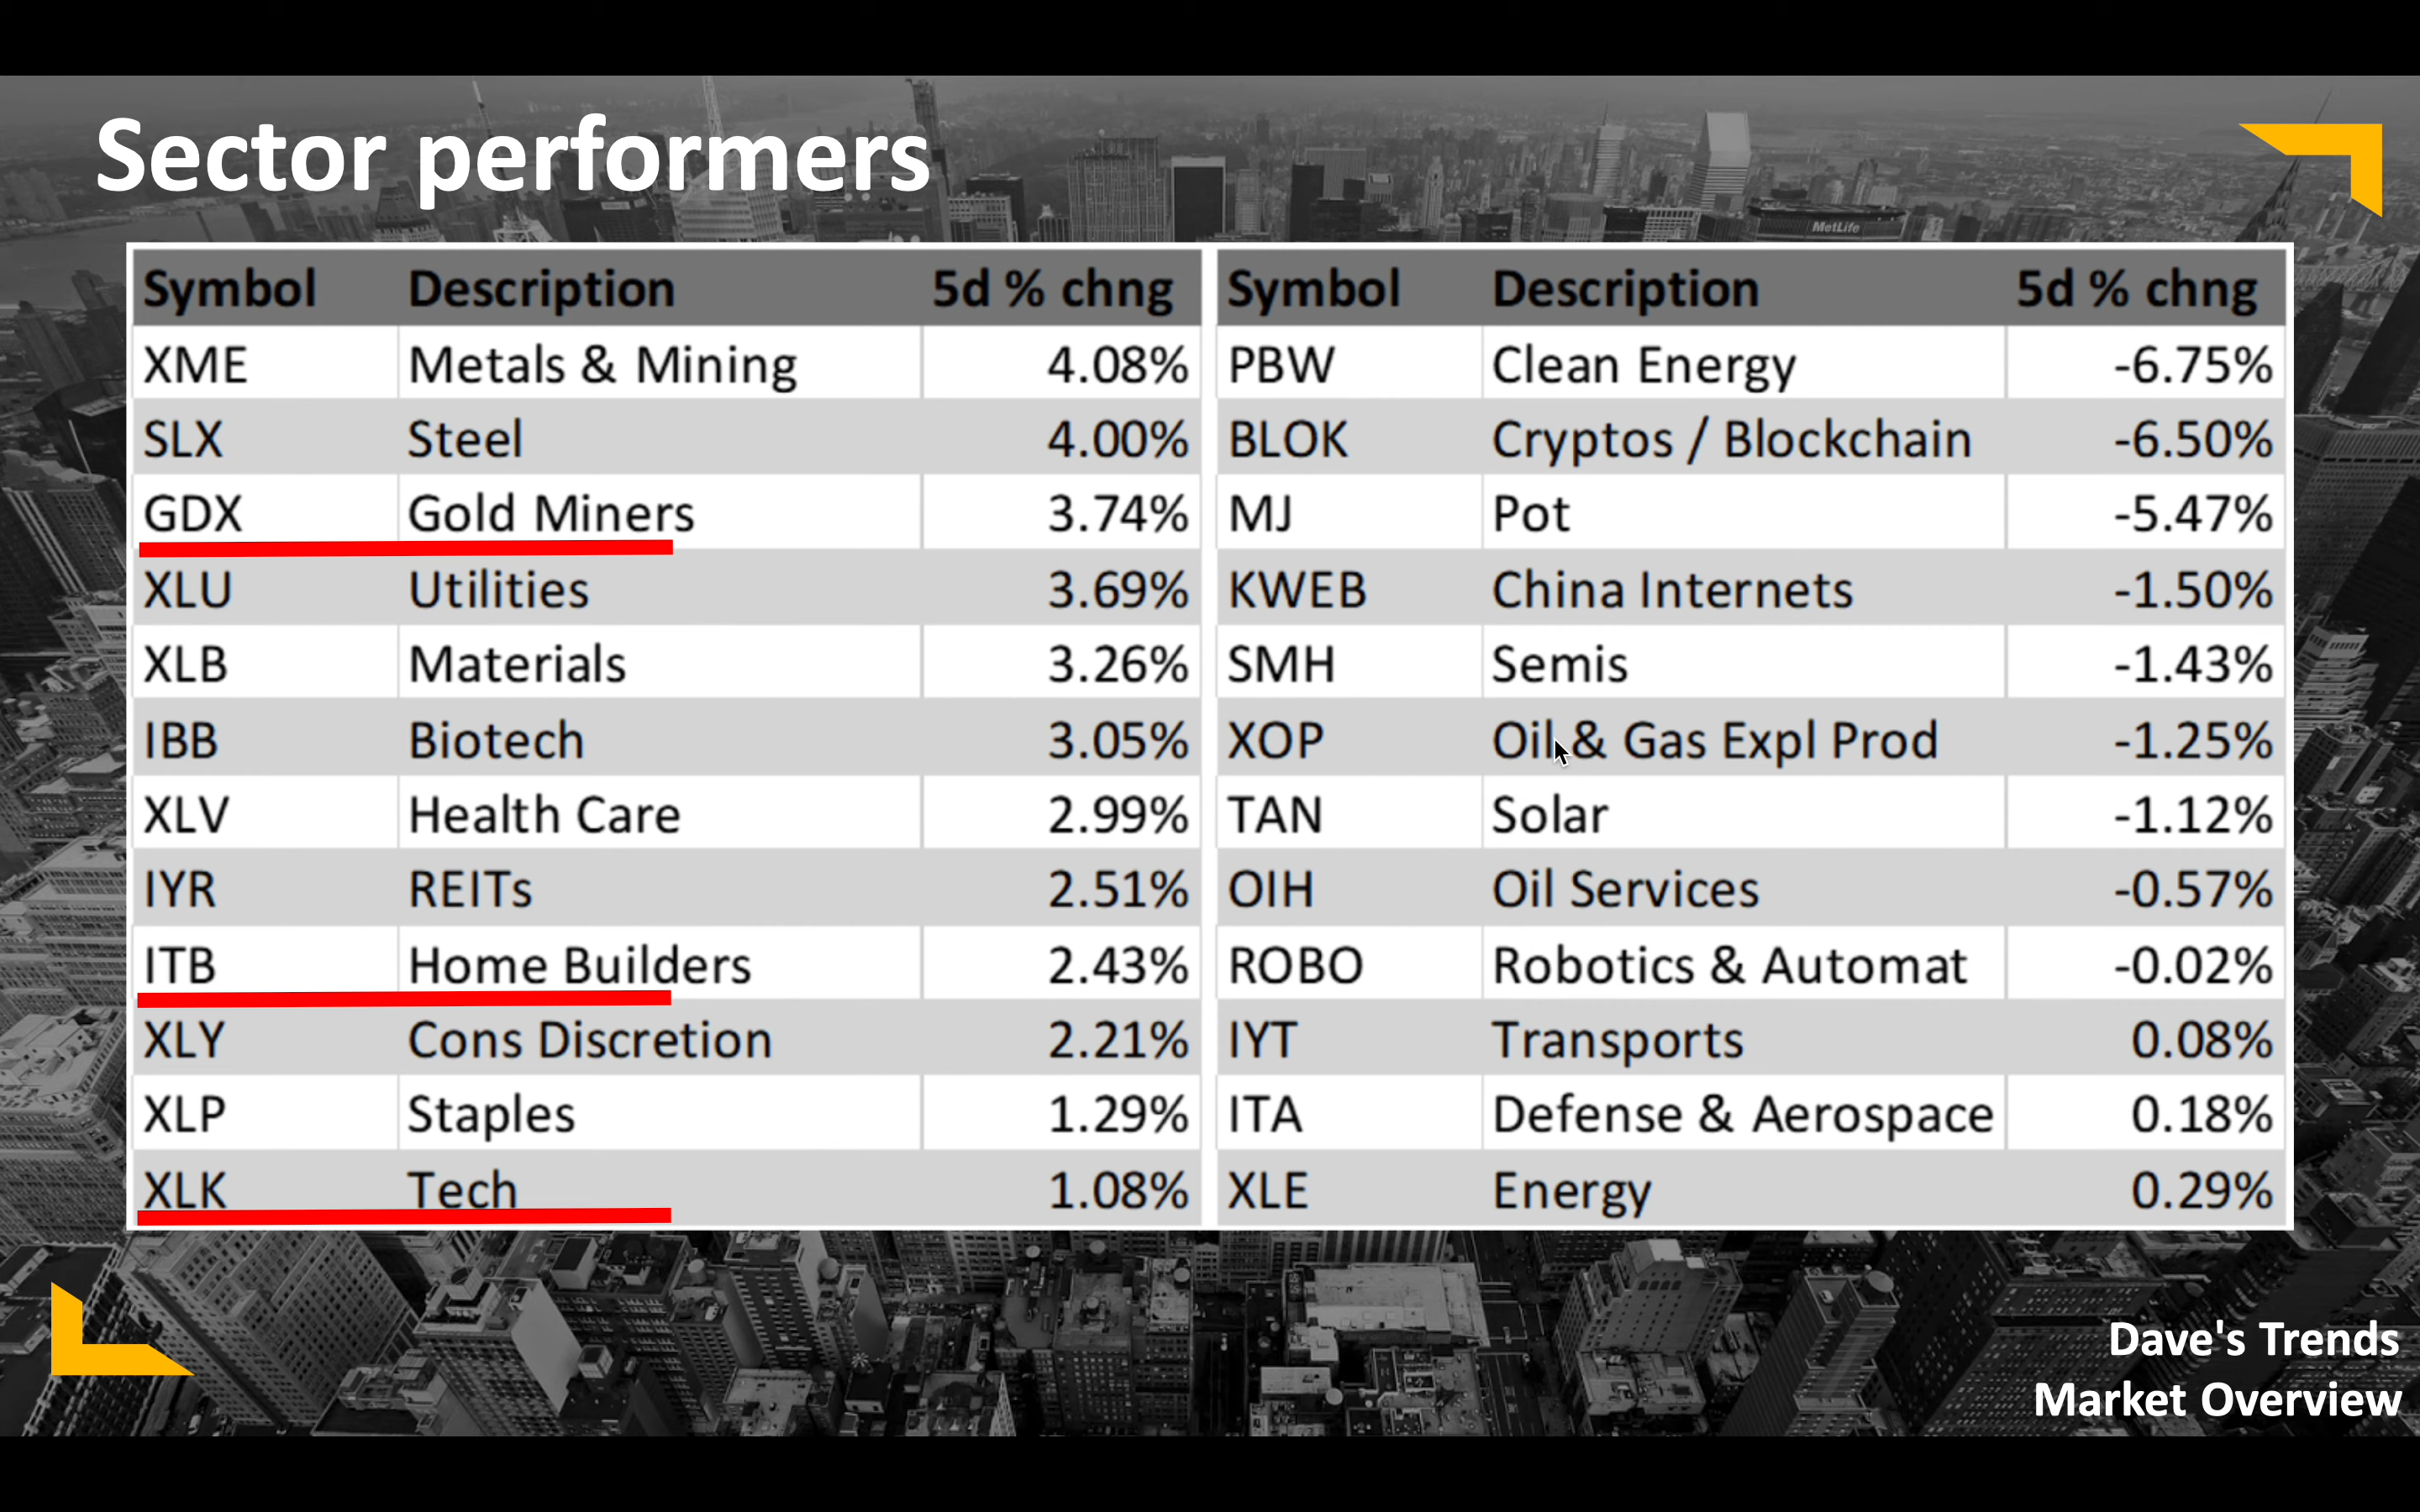 Sector performers
MetLife
Symbol Description 5d % chng Symbol Description 5d % chng
XME Metals & Mining 4.08% PBW Clean Energy -6.75%
SLX Steel 4.00% BLOK Cryptos / Blockchain -6.50%
GDX Gold Miners 3.74% MJ Pot -5.47%
XLU Utilities 3.69% KWEB China Internets -1.50%
XLB Materials 3.26% SMH Semis -1.43%
IBB Biotech 3.05% XOP Oil & Gas Expl Prod -1.25%
XLV Health Care 2.99% TAN Solar -1.12%
IYR REITs 2.51% OIH Oil Services -0.57%
ITB Home Builders 2.43% ROBO Robotics & Automat -0.02%
XLY Cons Discretion 2.21% IYT Transports 0.08%
XLP Staples 1.29% ITA Defense & Aerospace 0.18%
XLK Tech 1.08% XLE Energy 0.29%
Dave's Trends
Market Overview